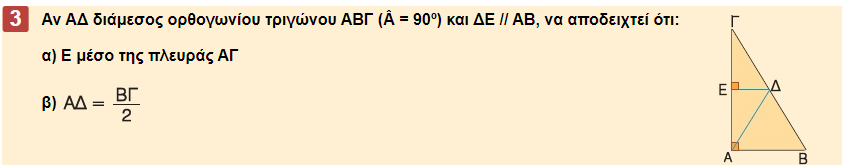 3 Αν ΑΔ διάμεσος ορθογωνίου τριγώνου ΑΒΓ (Â = 90º) και ΔΕ // ΑΒ, να αποδειχτεί ότι:
α) Ε μέσο της πλευράς ΑΓ
β) ΑΔ = ΒΓ/2
Γ
Ε Δ
Α Β